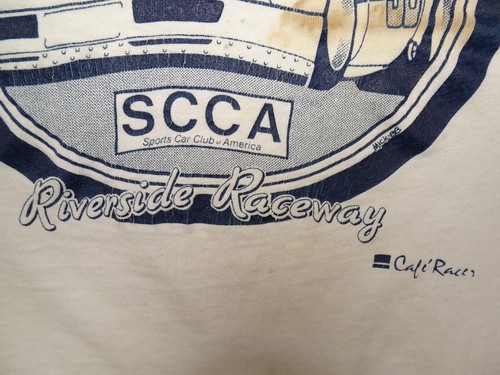 SCCA
Sports Car Club of America
Riverside Raceway
Café Racer